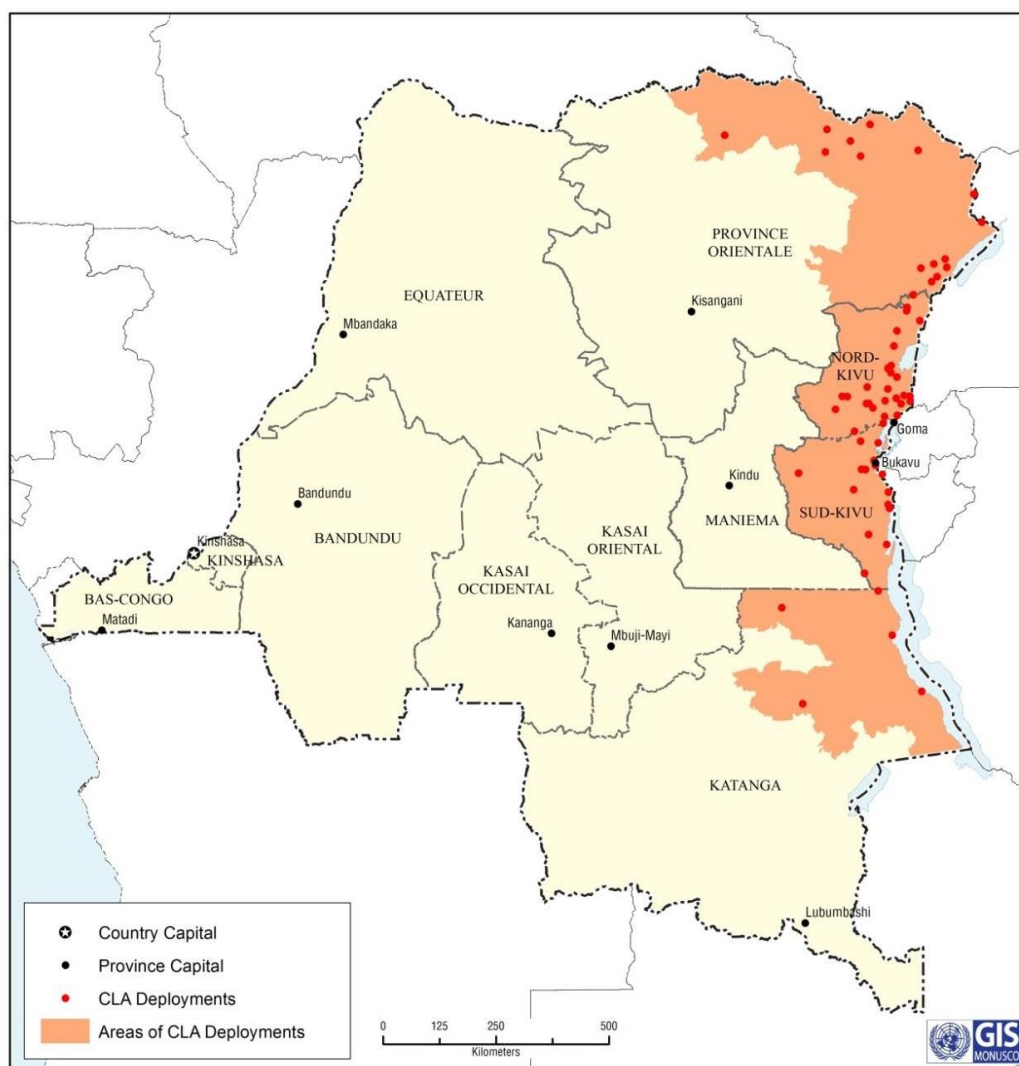 PROVINCE
ORIENTALE
EQUATEUR
Kisangani
Mbandaka
NORD-
KIVU
Goma
Bukavu
Kindu
Bandundu
SUD-KIVU
MANIEMA
KASAI
ORIENTAL
BANDUNDU
Kinshasa
KINSHASA
KASAI
OCCIDENTAL
BAS-CONGO
Matadi
Kananga
Mbuji-Mayi
KATANGA
Lubumbashi
Country Capital
Province Capital
CLA Deployments
Areas of CLA Deployments
0 125 250 500
Kilometers
GIS
MONUSCO